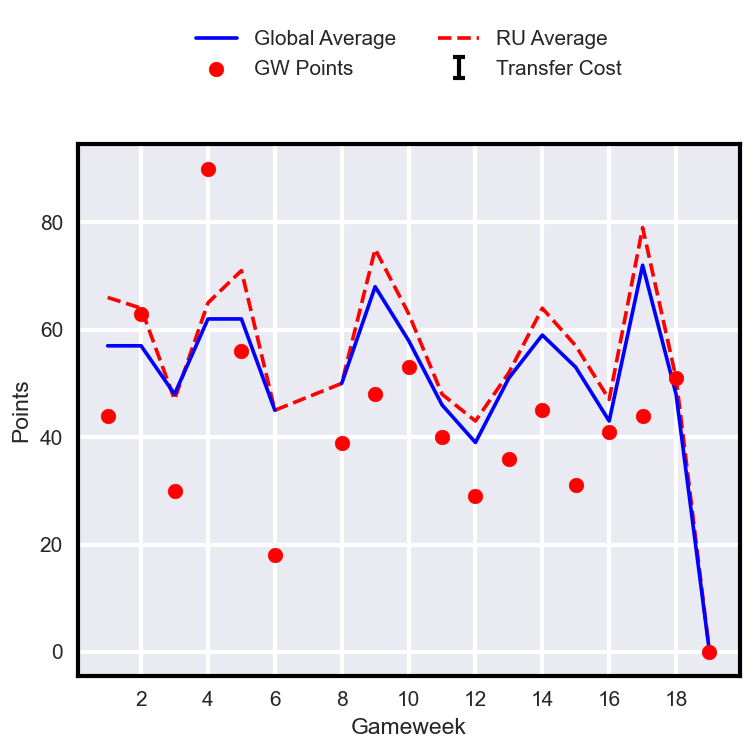 Global Average
RU Average
GW Points
Transfer Cost
Points
80
60
40
20
0
2 4 6 8 10 12 14 16 18
Gameweek